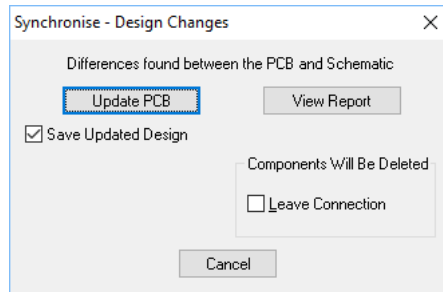 Synchronise - Design Changes
Differences found between the PCB and Schematic
Update PCB View Report
Save Updated Design
Components Will Be Deleted
Leave Connection
Cancel